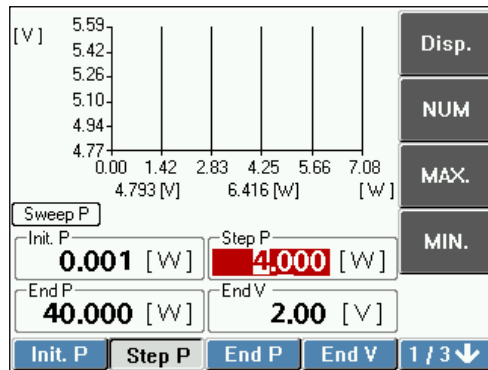 [V]
5.59
5.42
5.26
5.10
4.94
4.77
0.00 1.42 2.83 4.25 5.66 7.08
4.793 [V] 6.416 [W] [W]
Sweep P
Init. P Step P
0.001 [W] 4.000 [W]
End P End V
40.000 [W] 2.00 [V]
Init. P Step P End P End V 1 / 3
Disp.
NUM
MAX.
MIN.